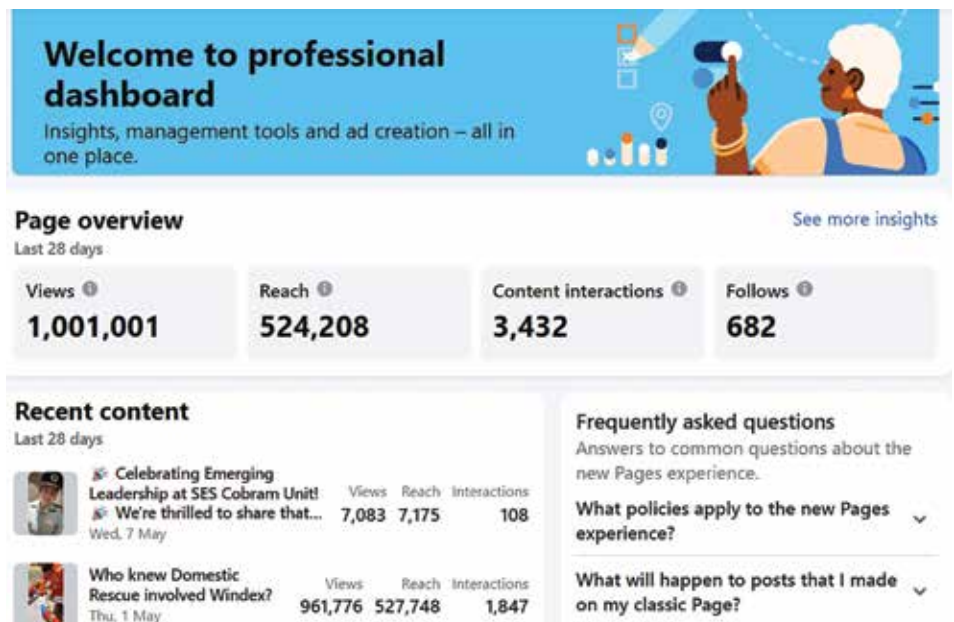 Welcome to professional
dashboard
Insights, management tools and ad creation – all in
one place.
Page overview
See more insights
Last 28 days
Views
Reach
Content interactions
Follows
1,001,001
524,208
3,432
682
Recent content
Last 28 days
🎉 Celebrating Emerging
Leadership at SES Cobram Unit!
🎉 We're thrilled to share that...
Wed, 7 May
Views Reach Interactions
7,083 7,175 108
Who knew Domestic
Rescue involved Windex?
Thu, 1 May
Views Reach Interactions
961,776 527,748 1,847
Frequently asked questions
Answers to common questions about the
new Pages experience.
What policies apply to the new Pages
experience?
What will happen to posts that I made
on my classic Page?